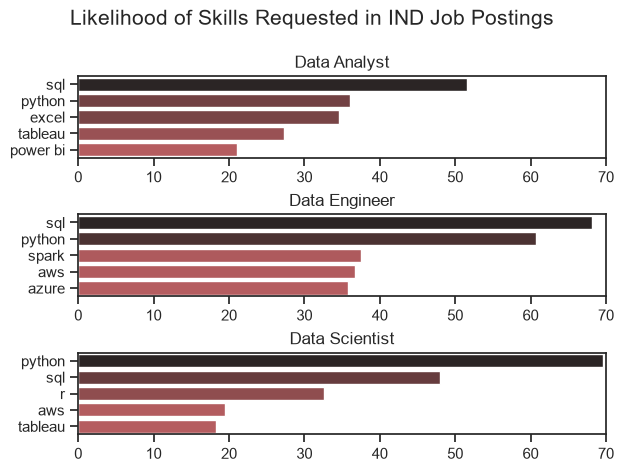 Likelihood of Skills Requested in IND Job Postings
Data Analyst
sql
python
excel
tableau
power bi
0 10 20 30 40 50 60 70
Data Engineer
sql
python
spark
aws
azure
0 10 20 30 40 50 60 70
Data Scientist
python
sql
r
aws
tableau
0 10 20 30 40 50 60 70